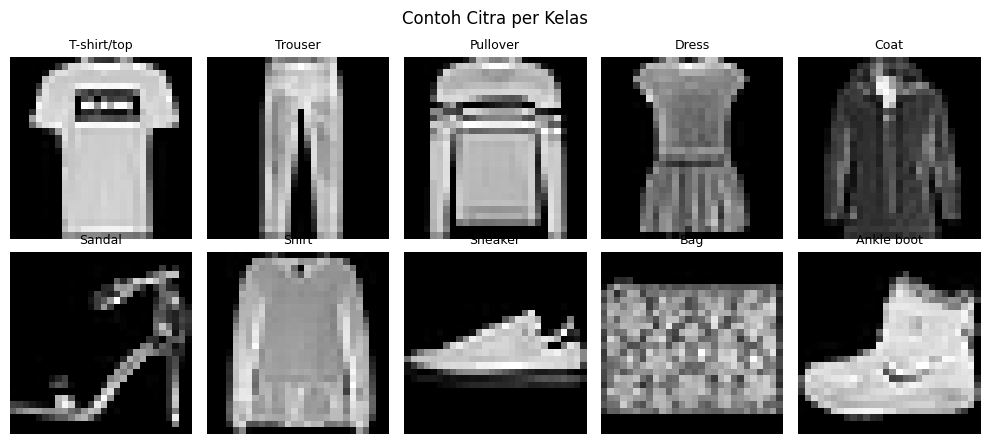 Contoh Citra per Kelas
T-shirt/top Trouser Pullover Dress Coat
Sandal Shirt Sneaker Bag Ankle boot